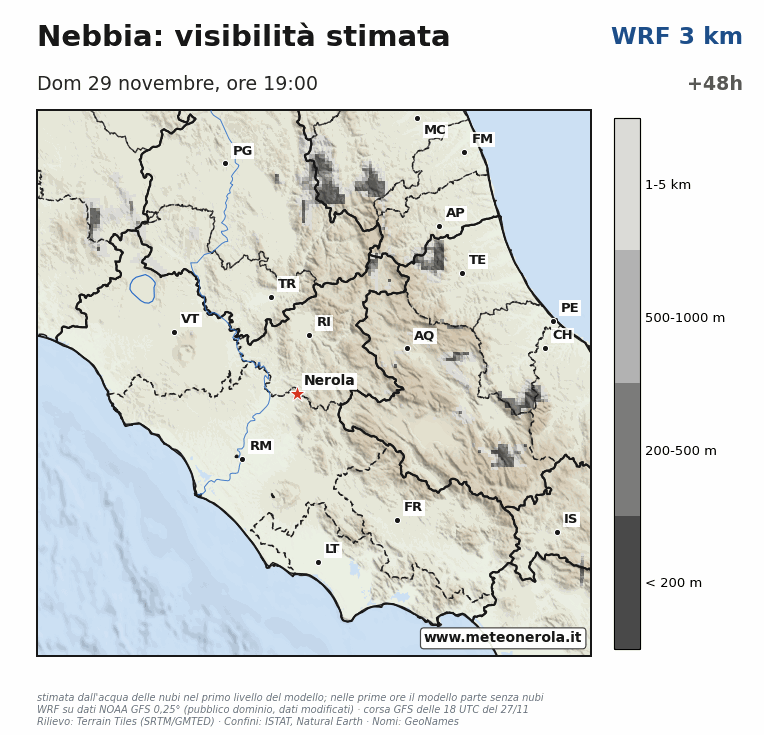 Nebbia: visibilità stimata
WRF 3 km
Dom 29 novembre, ore 19:00
+48h
MC
FM
PG
AP
TE
TR
PE
VT
RI
AQ
CH
Nerola
RM
FR
IS
LT
www.meteonerola.it
1-5 km
500-1000 m
200-500 m
< 200 m
stimata dall'acqua delle nubi nel primo livello del modello; nelle prime ore il modello parte senza nubi
WRF su dati NOAA GFS 0,25° (pubblico dominio, dati modificati) · corsa GFS delle 18 UTC del 27/11
Rilievo: Terrain Tiles (SRTM/GMTED) · Confini: ISTAT, Natural Earth · Nomi: GeoNames